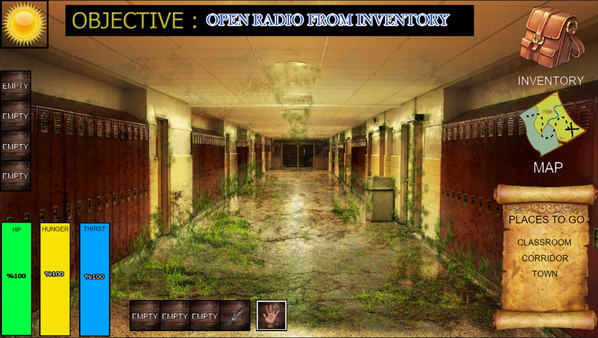 OBJECTIVE : OPEN RADIO FROM INVENTORY
INVENTORY
EMPTY
EMPTY
EMPTY
EMPTY
MAP
PLACES TO GO
CLASSROOM
CORRIDOR
TOWN
HP HUNGER THIRST
%100 %100 %100
EMPTY EMPTY EMPTY